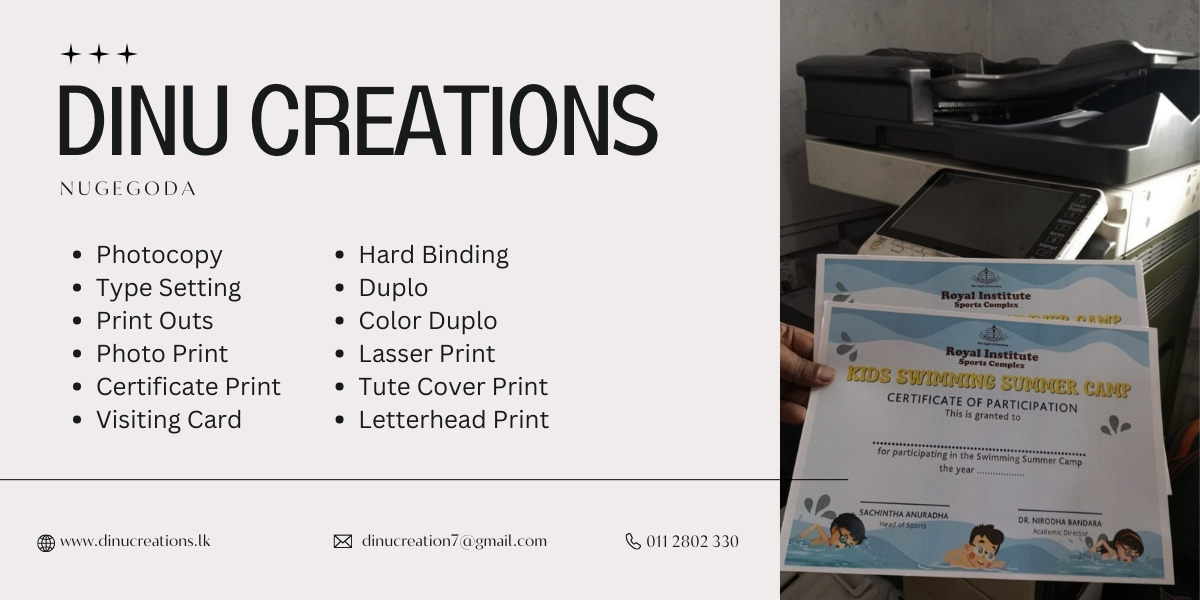 DINU CREATIONS
NUGEGODA
Photocopy
Type Setting
Print Outs
Photo Print
Certificate Print
Visiting Card
Hard Binding
Duplo
Color Duplo
Lasser Print
Tute Cover Print
Letterhead Print
www.dinucreations.lk
dinucreation7@gmail.com
011 2802 330
Royal Institute
Sports Complex
SUMMER CAMP
Royal Institute
Sports Complex
KIDS SWIMMING SUMMER CAMP
CERTIFICATE OF PARTICIPATION
This is granted to
for participating in the Swimming Summer Camp
the year ..................
SACHINTHA ANURADHA
Head of Sports
DR. NIRODHA BANDARA
Academic Director